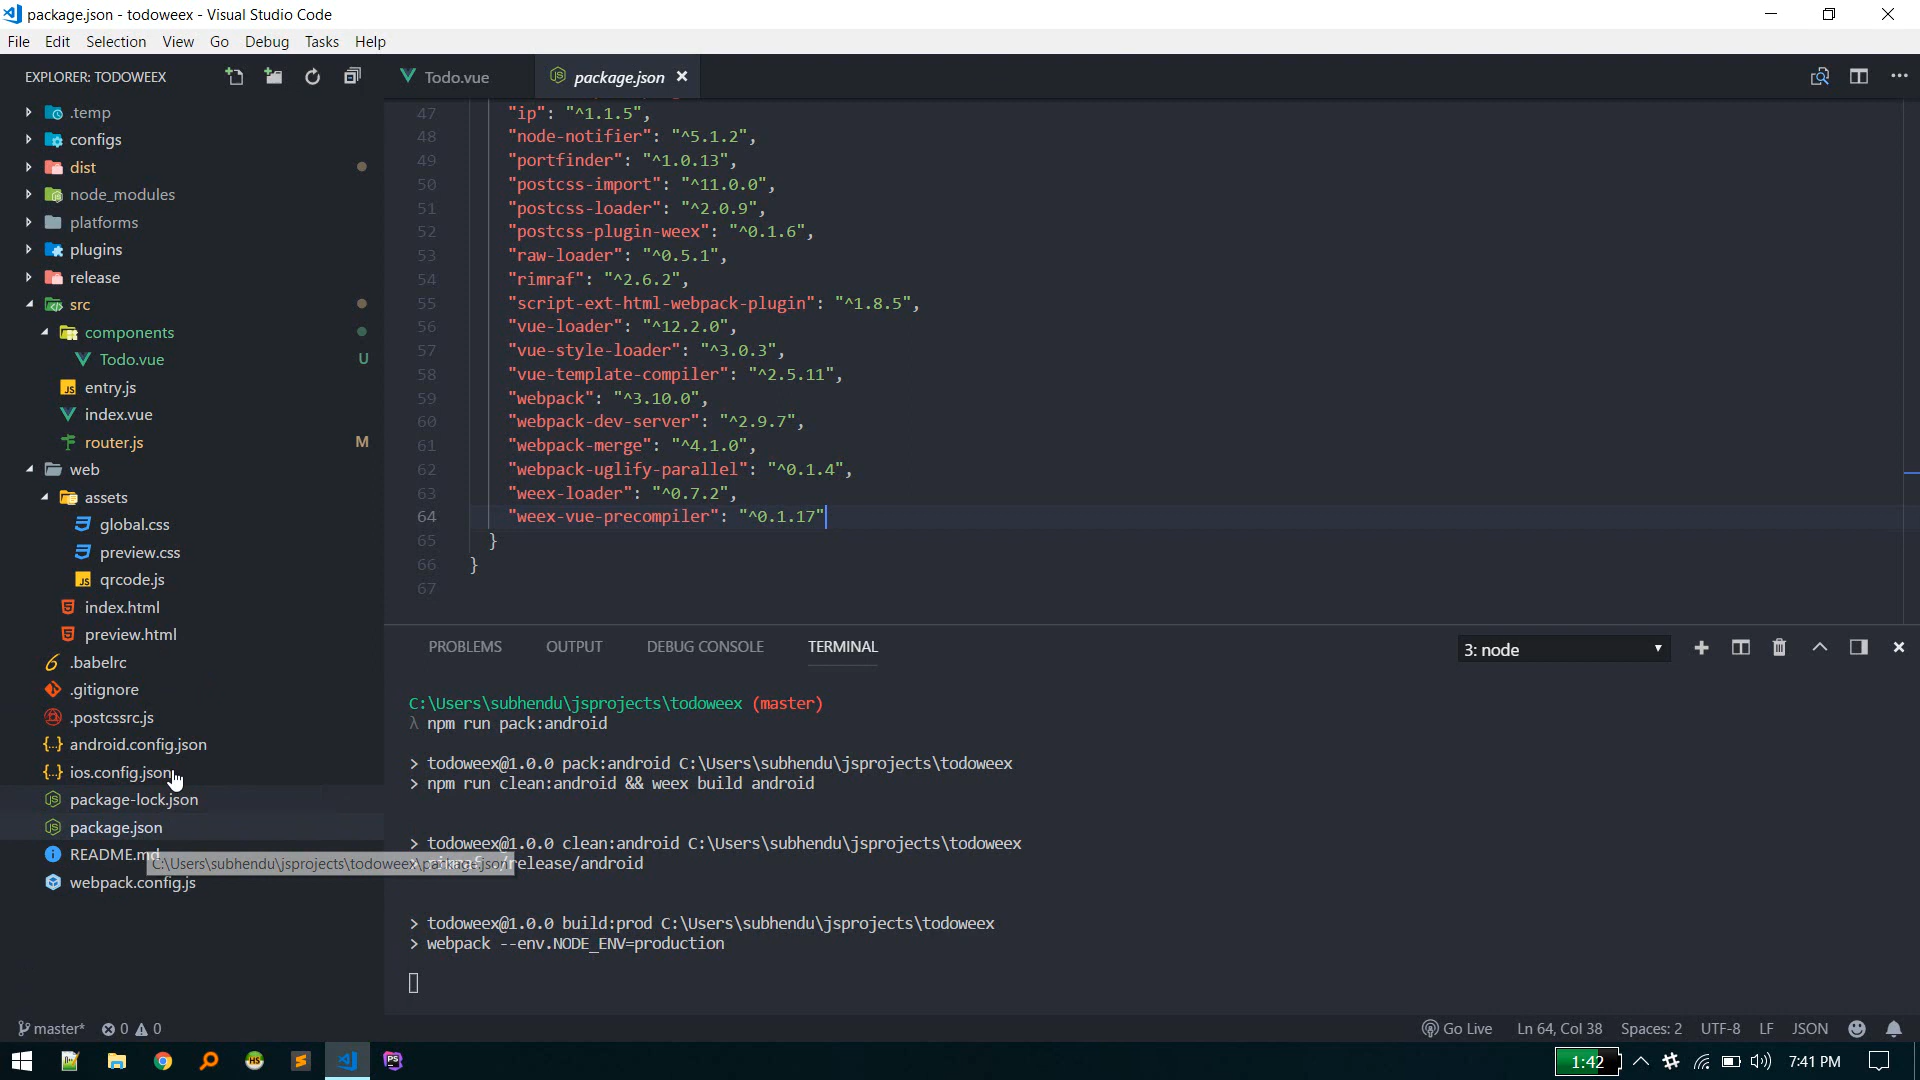 package.json - todoweex - Visual Studio Code
File Edit Selection View Go Debug Tasks Help
EXPLORER: TODOWEEX
Todo.vue
package.json
.temp
configs
dist
node_modules
platforms
plugins
release
src
components
Todo.vue U
entry.js
index.vue
router.js M
web
assets
global.css
preview.css
qrcode.js
index.html
preview.html
.babelrc
.gitignore
.postcssrc.js
android.config.json
ios.config.json
package-lock.json
package.json
README.md
C:\Users\subhendu\jsprojects\todoweex\package.json
webpack.config.js
47 "ip": "^1.1.5",
48 "node-notifier": "^5.1.2",
49 "portfinder": "^1.0.13",
50 "postcss-import": "^11.0.0",
51 "postcss-loader": "^2.0.9",
52 "postcss-plugin-weex": "^0.1.6",
53 "raw-loader": "^0.5.1",
54 "rimraf": "^2.6.2",
55 "script-ext-html-webpack-plugin": "^1.8.5",
56 "vue-loader": "^12.2.0",
57 "vue-style-loader": "^3.0.3",
58 "vue-template-compiler": "^2.5.11",
59 "webpack": "^3.10.0",
60 "webpack-dev-server": "^2.9.7",
61 "webpack-merge": "^4.1.0",
62 "webpack-uglify-parallel": "^0.1.4",
63 "weex-loader": "^0.7.2",
64 "weex-vue-precompiler": "^0.1.17"
65 }
66 }
67
PROBLEMS OUTPUT DEBUG CONSOLE TERMINAL 3: node
C:\Users\subhendu\jsprojects\todoweex (master)
λ npm run pack:android
> todoweex@1.0.0 pack:android C:\Users\subhendu\jsprojects\todoweex
> npm run clean:android && weex build android
> todoweex@1.0.0 clean:android C:\Users\subhendu\jsprojects\todoweex
> rimraf ./release/android
> todoweex@1.0.0 build:prod C:\Users\subhendu\jsprojects\todoweex
> webpack --env.NODE_ENV=production
master* 0 0 Go Live Ln 64, Col 38 Spaces: 2 UTF-8 LF JSON
1:42 7:41 PM